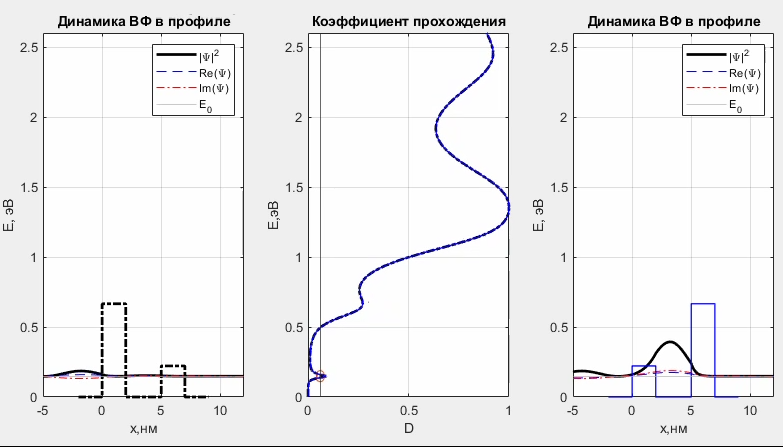 Динамика ВФ в профиле
Коэффициент прохождения
Динамика ВФ в профиле
|Ψ|²
Re(Ψ)
Im(Ψ)
E₀
2.5
2
1.5
1
0.5
0
E, эВ
-5
0
5
10
x,нм
2.5
2
1.5
1
0.5
0
E,эВ
0
0.5
1
D
|Ψ|²
Re(Ψ)
Im(Ψ)
E₀
2.5
2
1.5
1
0.5
0
E, эВ
-5
0
5
10
x,нм